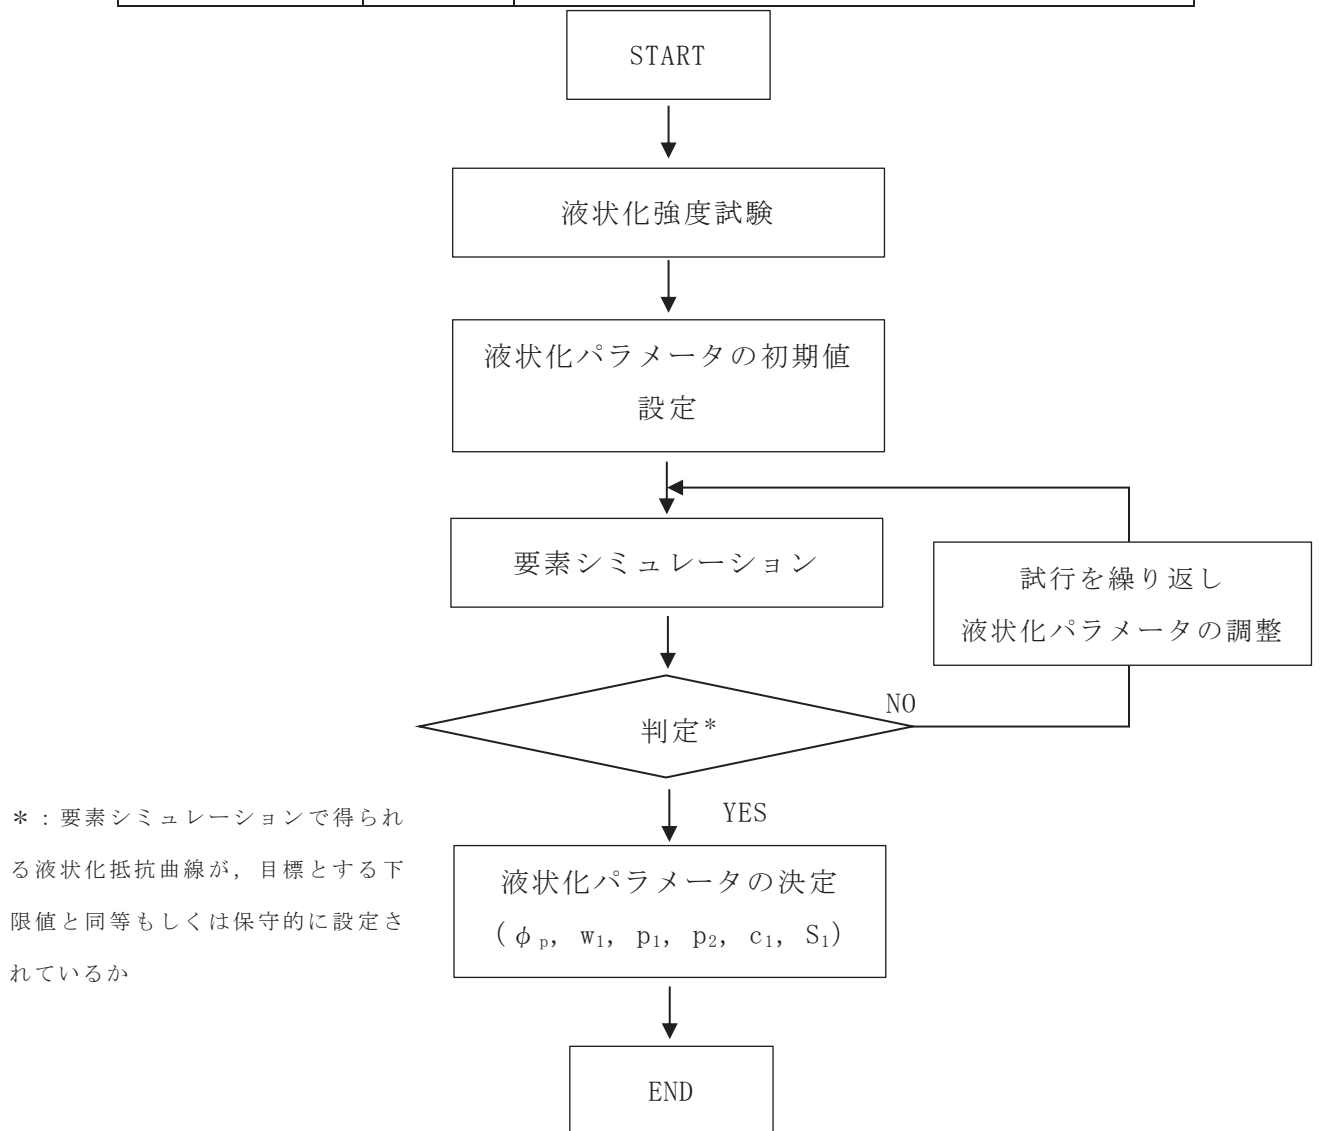 START
液状化強度試験
液状化パラメータの初期値
設定
要素シミュレーション
試行を繰り返し
液状化パラメータの調整
判定*
NO
YES
*：要素シミュレーションで得られ
る液状化抵抗曲線が，目標とする下
限値と同等もしくは保守的に設定さ
れているか
液状化パラメータの決定
(φp, w1, p1, p2, c1, S1)
END